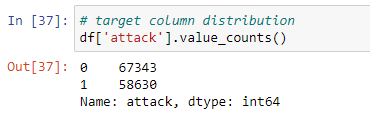 In [37]: # target column distribution
df['attack'].value_counts()
Out[37]: 0    67343
1    58630
Name: attack, dtype: int64